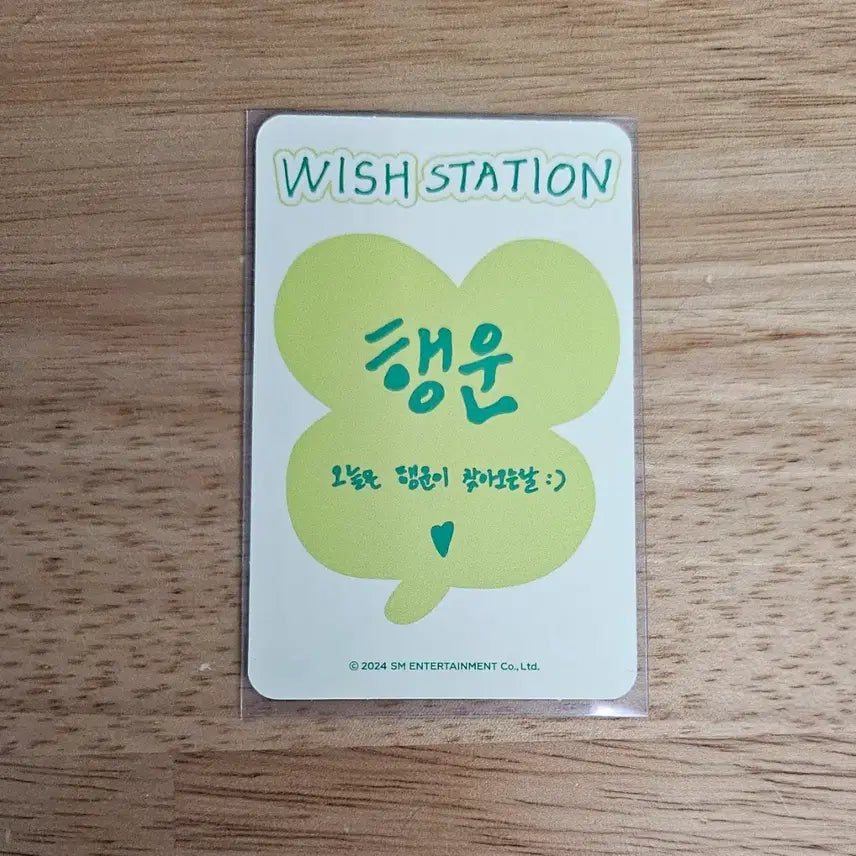 WISH STATION
행운
오늘은 행운이 찾아오는날 :)
© 2024 SM ENTERTAINMENT Co., Ltd.